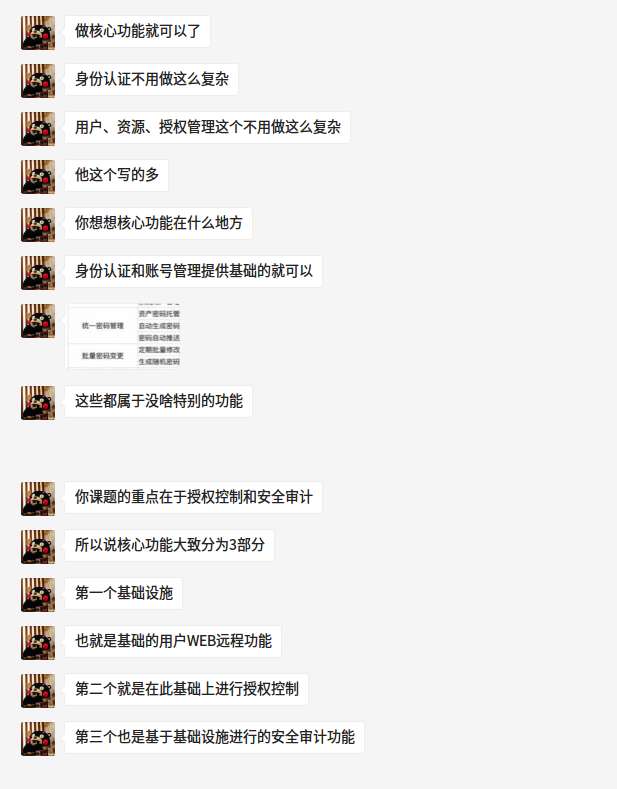 做核心功能就可以了
身份认证不用做这么复杂
用户、资源、授权管理这个不用做这么复杂
他这个写的多
你想想核心功能在什么地方
身份认证和账号管理提供基础的就可以
资产密码托管
统一密码管理
自动生成密码
密码自动推送
定期批量修改
批量密码变更
生成随机密码
这些都属于没啥特别的功能
你课题的重点在于授权控制和安全审计
所以说核心功能大致分为3部分
第一个基础设施
也就是基础的用户WEB远程功能
第二个就是在此基础上进行授权控制
第三个也是基于基础设施进行的安全审计功能